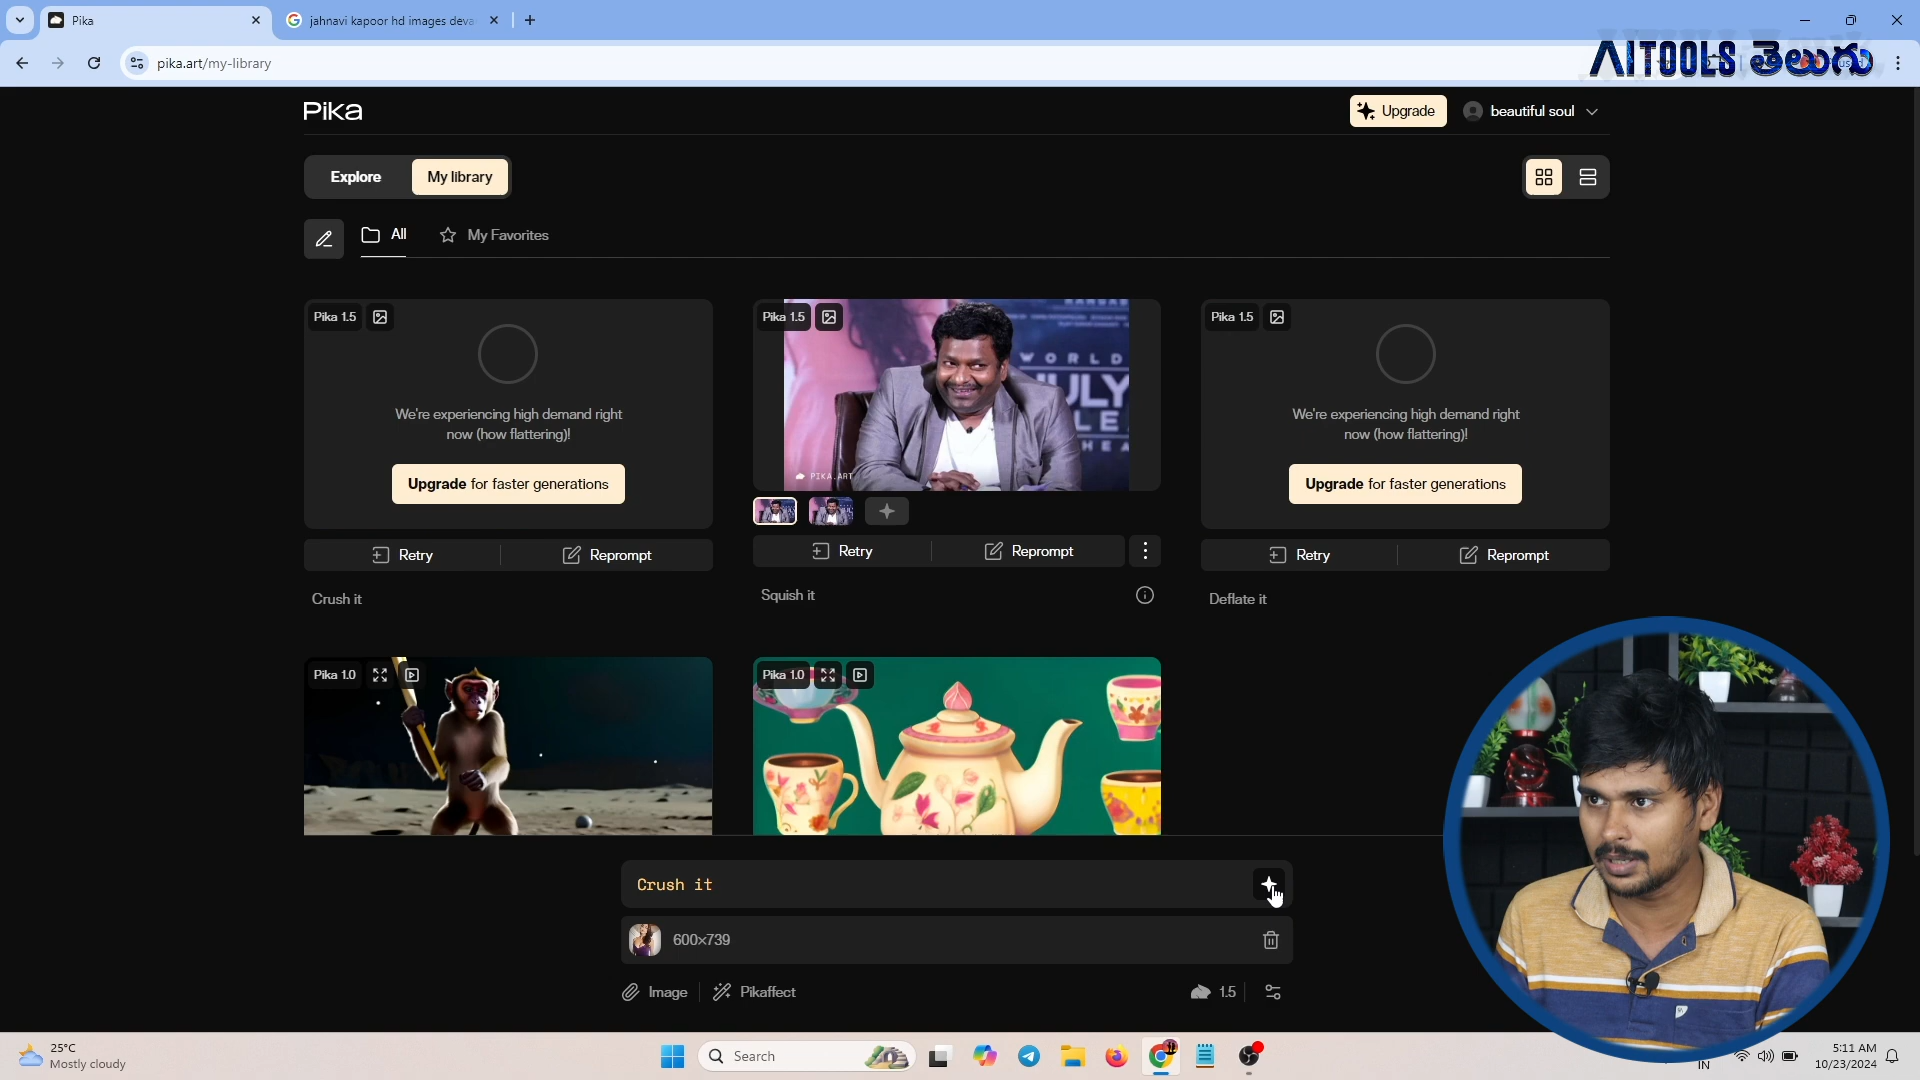 Pika
jahnavi kapoor hd images deva
pika.art/my-library
AITOOLS తెలుగు
Pika
Upgrade
beautiful soul
Explore
My library
All
My Favorites
Pika 1.5
We're experiencing high demand right
now (how flattering)!
Upgrade for faster generations
Retry
Reprompt
Crush it
Pika 1.5
WORLD
JULY
PIKA.ART
Retry
Reprompt
Squish it
Pika 1.5
We're experiencing high demand right
now (how flattering)!
Upgrade for faster generations
Retry
Reprompt
Deflate it
Pika 1.0
Pika 1.0
Crush it
600×739
Image
Pikaffect
1.5
25°C
Mostly cloudy
Search
IN
5:11 AM
10/23/2024